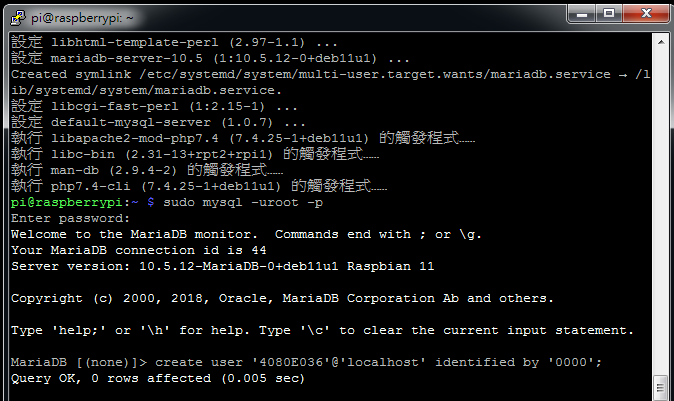 pi@raspberrypi: ~
設定 libhtml-template-perl (2.97-1.1) ...
設定 mariadb-server-10.5 (1:10.5.12-0+deb11u1) ...
Created symlink /etc/systemd/system/multi-user.target.wants/mariadb.service → /l
ib/systemd/system/mariadb.service.
設定 libcgi-fast-perl (1:2.15-1) ...
設定 default-mysql-server (1.0.7) ...
執行 libapache2-mod-php7.4 (7.4.25-1+deb11u1) 的觸發程式……
執行 libc-bin (2.31-13+rpt2+rpi1) 的觸發程式……
執行 man-db (2.9.4-2) 的觸發程式……
執行 php7.4-cli (7.4.25-1+deb11u1) 的觸發程式……
pi@raspberrypi:~ $ sudo mysql -uroot -p
Enter password:
Welcome to the MariaDB monitor.  Commands end with ; or \g.
Your MariaDB connection id is 44
Server version: 10.5.12-MariaDB-0+deb11u1 Raspbian 11

Copyright (c) 2000, 2018, Oracle, MariaDB Corporation Ab and others.

Type 'help;' or '\h' for help. Type '\c' to clear the current input statement.

MariaDB [(none)]> create user '4080E036'@'localhost' identified by '0000';
Query OK, 0 rows affected (0.005 sec)